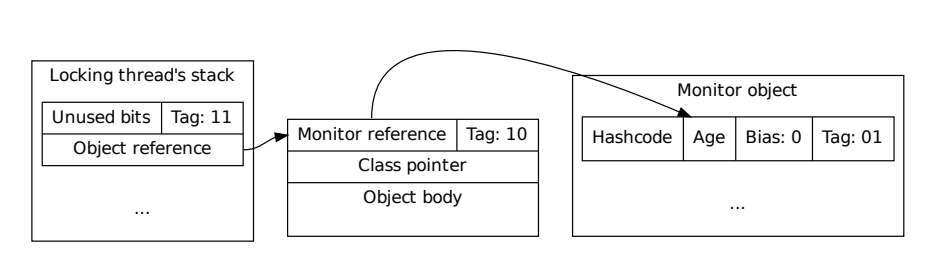 Locking thread's stack
Unused bits Tag: 11
Object reference
...
Monitor reference Tag: 10
Class pointer
Object body
Monitor object
Hashcode Age Bias: 0 Tag: 01
...